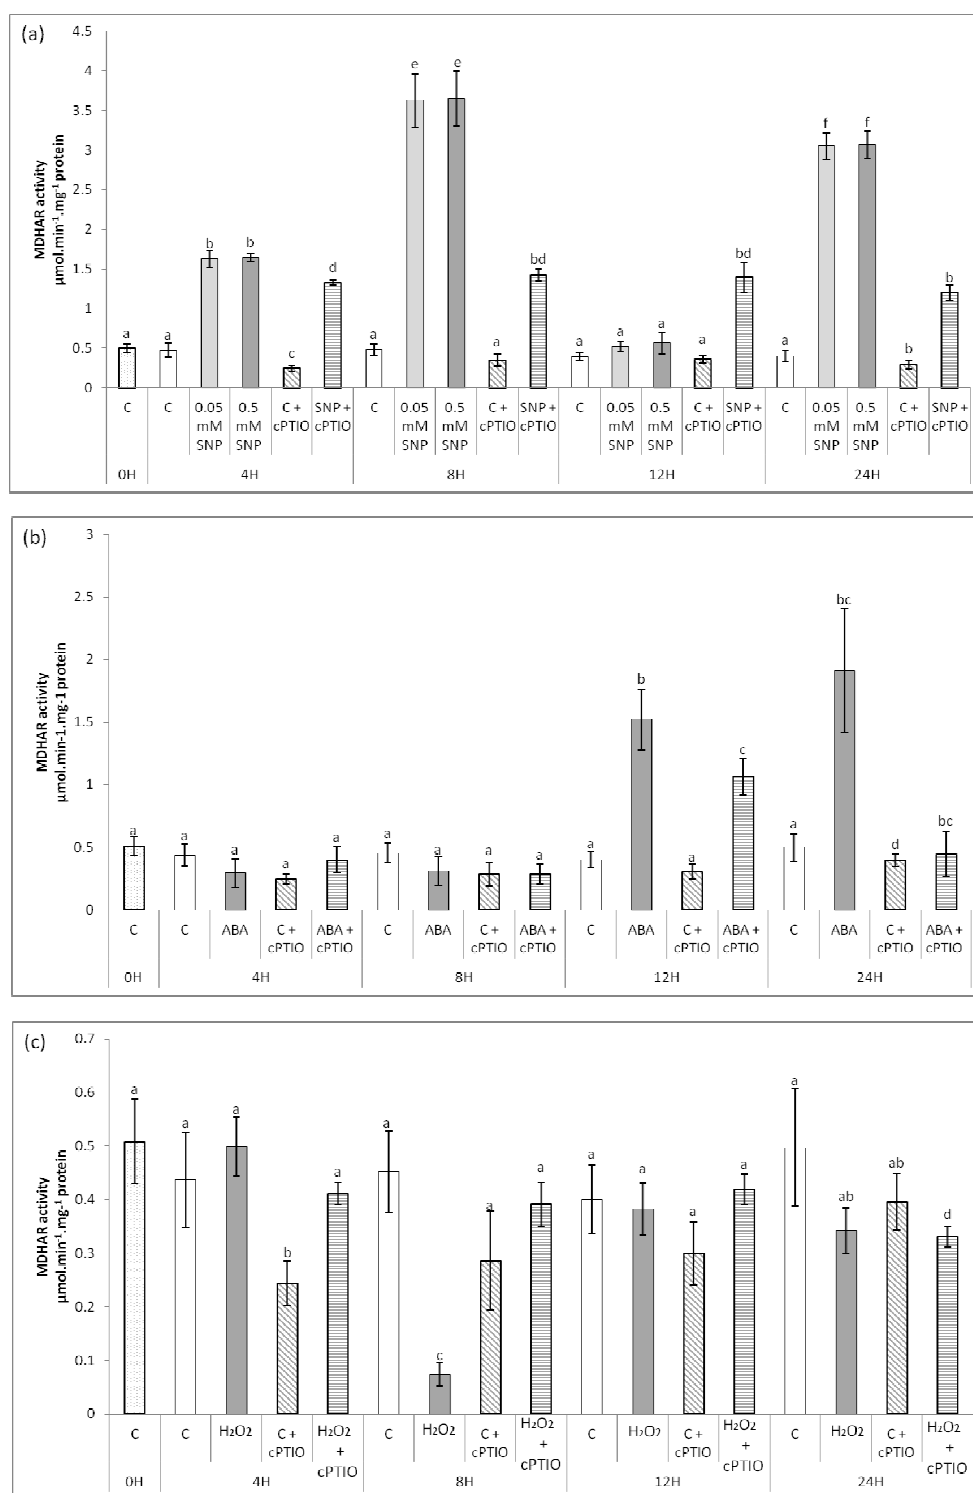 (a)
MDHAR activity
µmol.min⁻¹.mg⁻¹ protein
4.5
4
3.5
3
2.5
2
1.5
1
0.5
0
a a b b c d a e e a bd a a a a bd a f f b b
C C 0.05 mM SNP 0.5 mM SNP C + cPTIO SNP + cPTIO C 0.05 mM SNP 0.5 mM SNP C + cPTIO SNP + cPTIO C 0.05 mM SNP 0.5 mM SNP C + cPTIO SNP + cPTIO C 0.05 mM SNP 0.5 mM SNP C + cPTIO SNP + cPTIO
0H 4H 8H 12H 24H
(b)
MDHAR activity
µmol.min-1.mg-1 protein
3
2.5
2
1.5
1
0.5
0
a a a a a a a a a a b a c a bc d bc
C C ABA C + cPTIO ABA + cPTIO C ABA C + cPTIO ABA + cPTIO C ABA C + cPTIO ABA + cPTIO C ABA C + cPTIO ABA + cPTIO
0H 4H 8H 12H 24H
(c)
MDHAR activity
µmol.min⁻¹.mg⁻¹ protein
0.7
0.6
0.5
0.4
0.3
0.2
0.1
0
a a a b a a c a a a a a a a ab ab d
C C H₂O₂ C + cPTIO H₂O₂ + cPTIO C H₂O₂ C + cPTIO H₂O₂ + cPTIO C H₂O₂ C + cPTIO H₂O₂ + cPTIO C H₂O₂ C + cPTIO H₂O₂ + cPTIO
0H 4H 8H 12H 24H